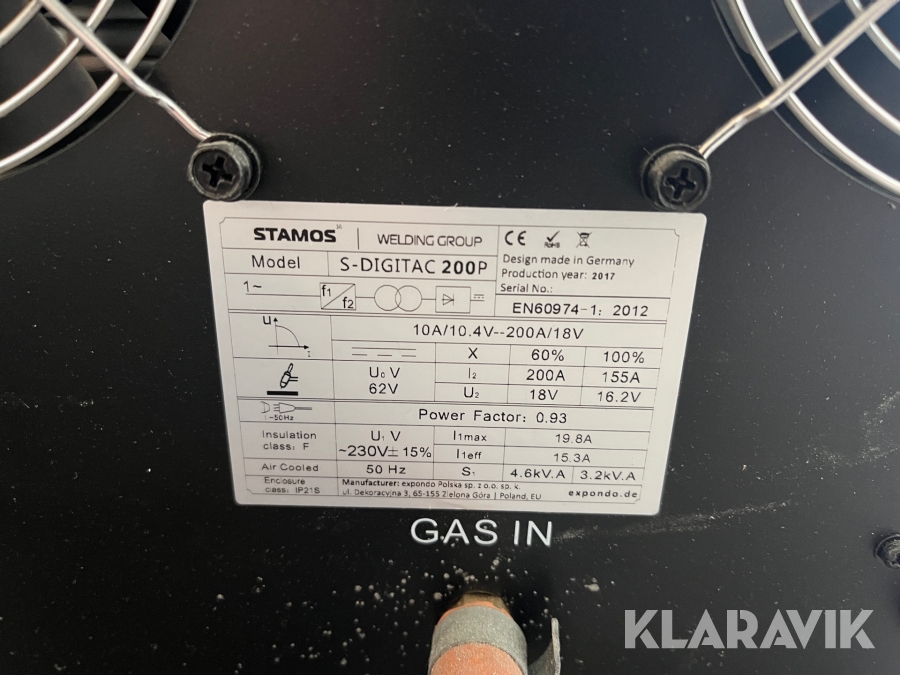 STAMOS | WELDING GROUP
CE RoHS
Design made in Germany
Production year: 2017
Serial No.:
Model S-DIGITAC 200P
1~ f1 f2
EN60974-1: 2012
U
I
10A/10.4V--200A/18V
X 60% 100%
U₀ V
62V
I₂ 200A 155A
U₂ 18V 16.2V
1~50Hz
Power Factor: 0.93
Insulation
class: F
U₁ V
~230V± 15%
I1max 19.8A
I1eff 15.3A
Air Cooled 50 Hz S₁ 4.6kV.A 3.2kV.A
Enclosure
class: IP21S
Manufacturer: expondo Polska sp. z o.o. sp. k.
ul. Dekoracyjna 3, 65-155 Zielona Góra | Poland, EU
expondo.de
GAS IN
KLARAVIK